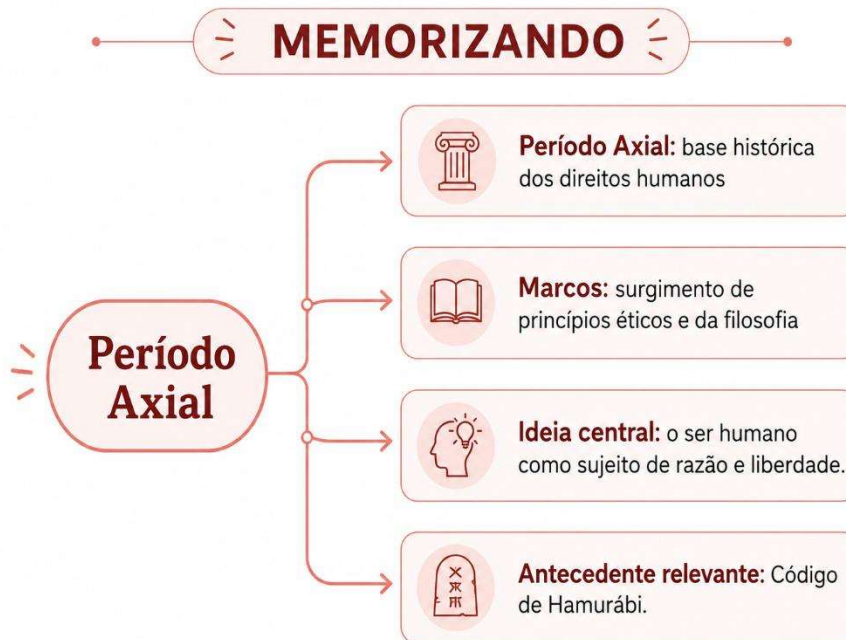 MEMORIZANDO
Período
Axial
Período Axial: base histórica
dos direitos humanos
Marcos: surgimento de
princípios éticos e da filosofia
Ideia central: o ser humano
como sujeito de razão e liberdade.
Antecedente relevante: Código
de Hamurábi.